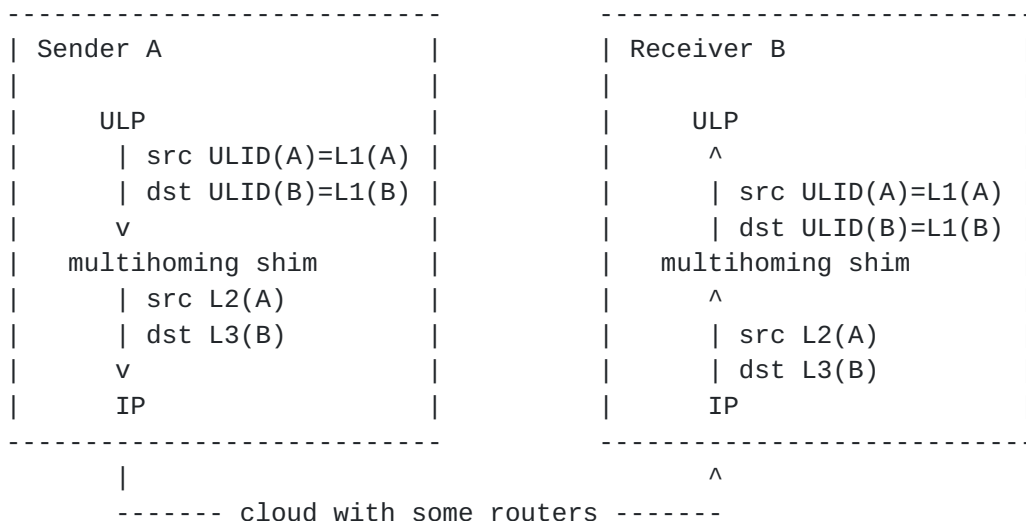 ----------------------------          ----------------------------
| Sender A                 |          | Receiver B
|                          |          |
|     ULP                  |          |     ULP
|      | src ULID(A)=L1(A) |          |      ^
|      | dst ULID(B)=L1(B) |          |      | src ULID(A)=L1(A)
|      v                   |          |      | dst ULID(B)=L1(B)
|   multihoming shim       |          |   multihoming shim
|      | src L2(A)         |          |      ^
|      | dst L3(B)         |          |      | src L2(A)
|      v                   |          |      | dst L3(B)
|      IP                  |          |      IP
----------------------------          ----------------------------
       |                                     ^
       ------- cloud with some routers -------